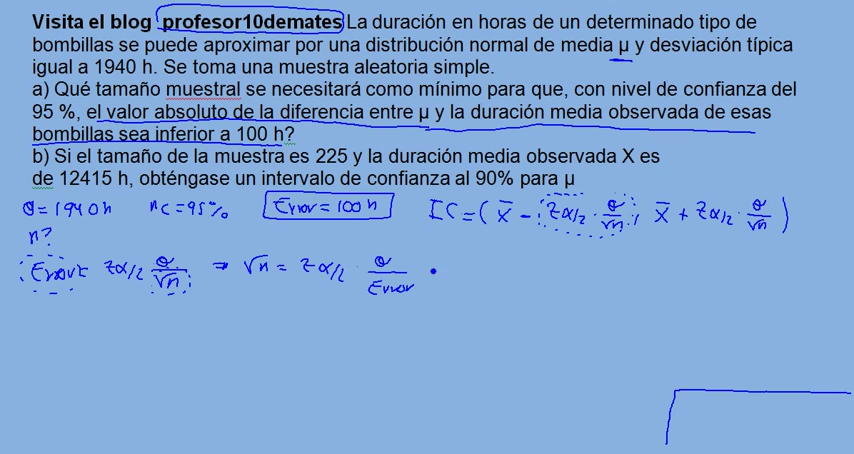 Visita el blog profesor10demates La duración en horas de un determinado tipo de
bombillas se puede aproximar por una distribución normal de media μ y desviación típica
igual a 1940 h. Se toma una muestra aleatoria simple.
a) Qué tamaño muestral se necesitará como mínimo para que, con nivel de confianza del
95 %, el valor absoluto de la diferencia entre μ y la duración media observada de esas
bombillas sea inferior a 100 h?
b) Si el tamaño de la muestra es 225 y la duración media observada X es
de 12415 h, obténgase un intervalo de confianza al 90% para μ
σ = 1940 h nc = 95% Error = 100 h IC = ( X̄ - Zα/2 · σ/√n , X̄ + Zα/2 · σ/√n )
n?
Error = Zα/2 σ/√n ⇒ √n = Zα/2 · σ/Error